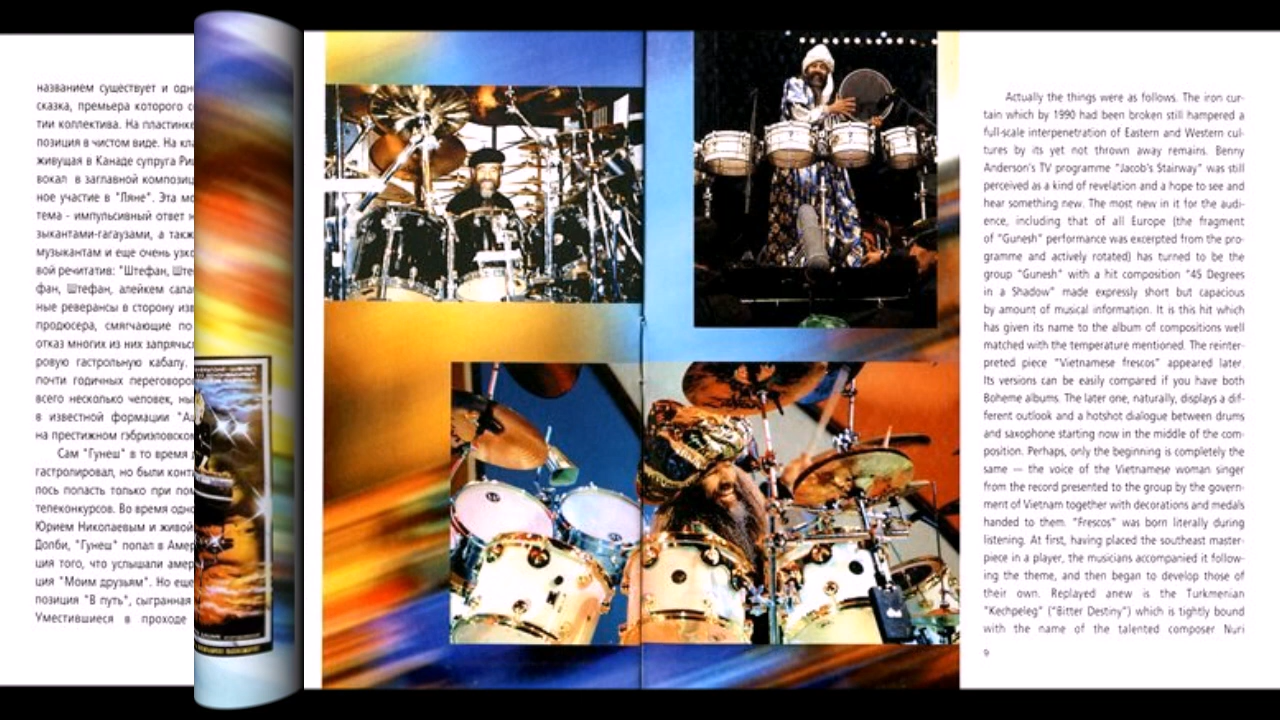 названием существует и одн
сказка, премьера которого с
тии коллектива. На пластинке
позиция в чистом виде. На кла
живущая в Канаде супруга Ри
вокал в заглавной композиц
ное участие в "Ляне". Эта мо
тема - импульсивный ответ н
зыкантами-гагаузами, а такж
музыкантам и еще очень узко
вой речитатив: "Штефан, Ште
фан, Штефан, алейкем сала
ные реверансы в сторону изв
продюсера, смягчающие по
отказ многих из них запрячьс
ровую гастрольную кабалу.
почти годичных переговоро
всего несколько человек, ны
в известной формации "Аш
на престижном гэбриэловском
Сам "Гунеш" в то время
гастролировал, но были конт
лось попасть только при пом
телеконкурсов. Во время одно
Юрием Николаевым и живой
Долби, "Гунеш" попал в Амер
ция того, что услышали амер
ция "Моим друзьям". Но еще
позиция "В путь", сыгранная
Уместившиеся в проходе
Actually the things were as follows. The iron cur-
tain which by 1990 had been broken still hampered a
full-scale interpenetration of Eastern and Western cul-
tures by its yet not thrown away remains. Benny
Anderson's TV programme "Jacob's Stairway" was still
perceived as a kind of revelation and a hope to see and
hear something new. The most new in it for the audi-
ence, including that of all Europe (the fragment
of "Gunesh" performance was excerpted from the pro-
gramme and actively rotated) has turned to be the
group "Gunesh" with a hit composition "45 Degrees
in a Shadow" made expressly short but capacious
by amount of musical information. It is this hit which
has given its name to the album of compositions well
matched with the temperature mentioned. The reinter-
preted piece "Vietnamese frescos" appeared later.
Its versions can be easily compared if you have both
Boheme albums. The later one, naturally, displays a dif-
ferent outlook and a hotshot dialogue between drums
and saxophone starting now in the middle of the com-
position. Perhaps, only the beginning is completely the
same — the voice of the Vietnamese woman singer
from the record presented to the group by the govern-
ment of Vietnam together with decorations and medals
handed to them. "Frescos" was born literally during
listening. At first, having placed the southeast master-
piece in a player, the musicians accompanied it follow-
ing the theme, and then began to develop those of
their own. Replayed anew is the Turkmenian
"Kechpeleg" ("Bitter Destiny") which is tightly bound
with the name of the talented composer Nuri
9